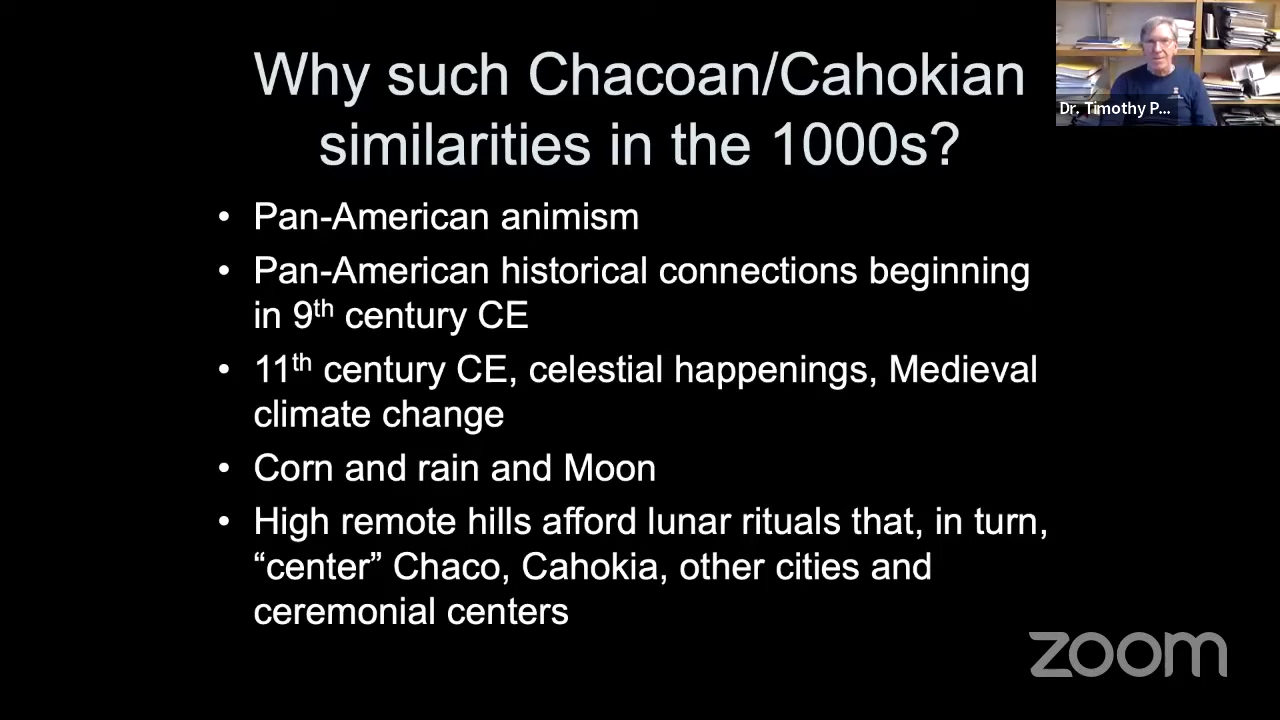 Why such Chacoan/Cahokian
similarities in the 1000s?
Dr. Timothy P...
• Pan-American animism
• Pan-American historical connections beginning
in 9th century CE
• 11th century CE, celestial happenings, Medieval
climate change
• Corn and rain and Moon
• High remote hills afford lunar rituals that, in turn,
“center” Chaco, Cahokia, other cities and
ceremonial centers
zoom